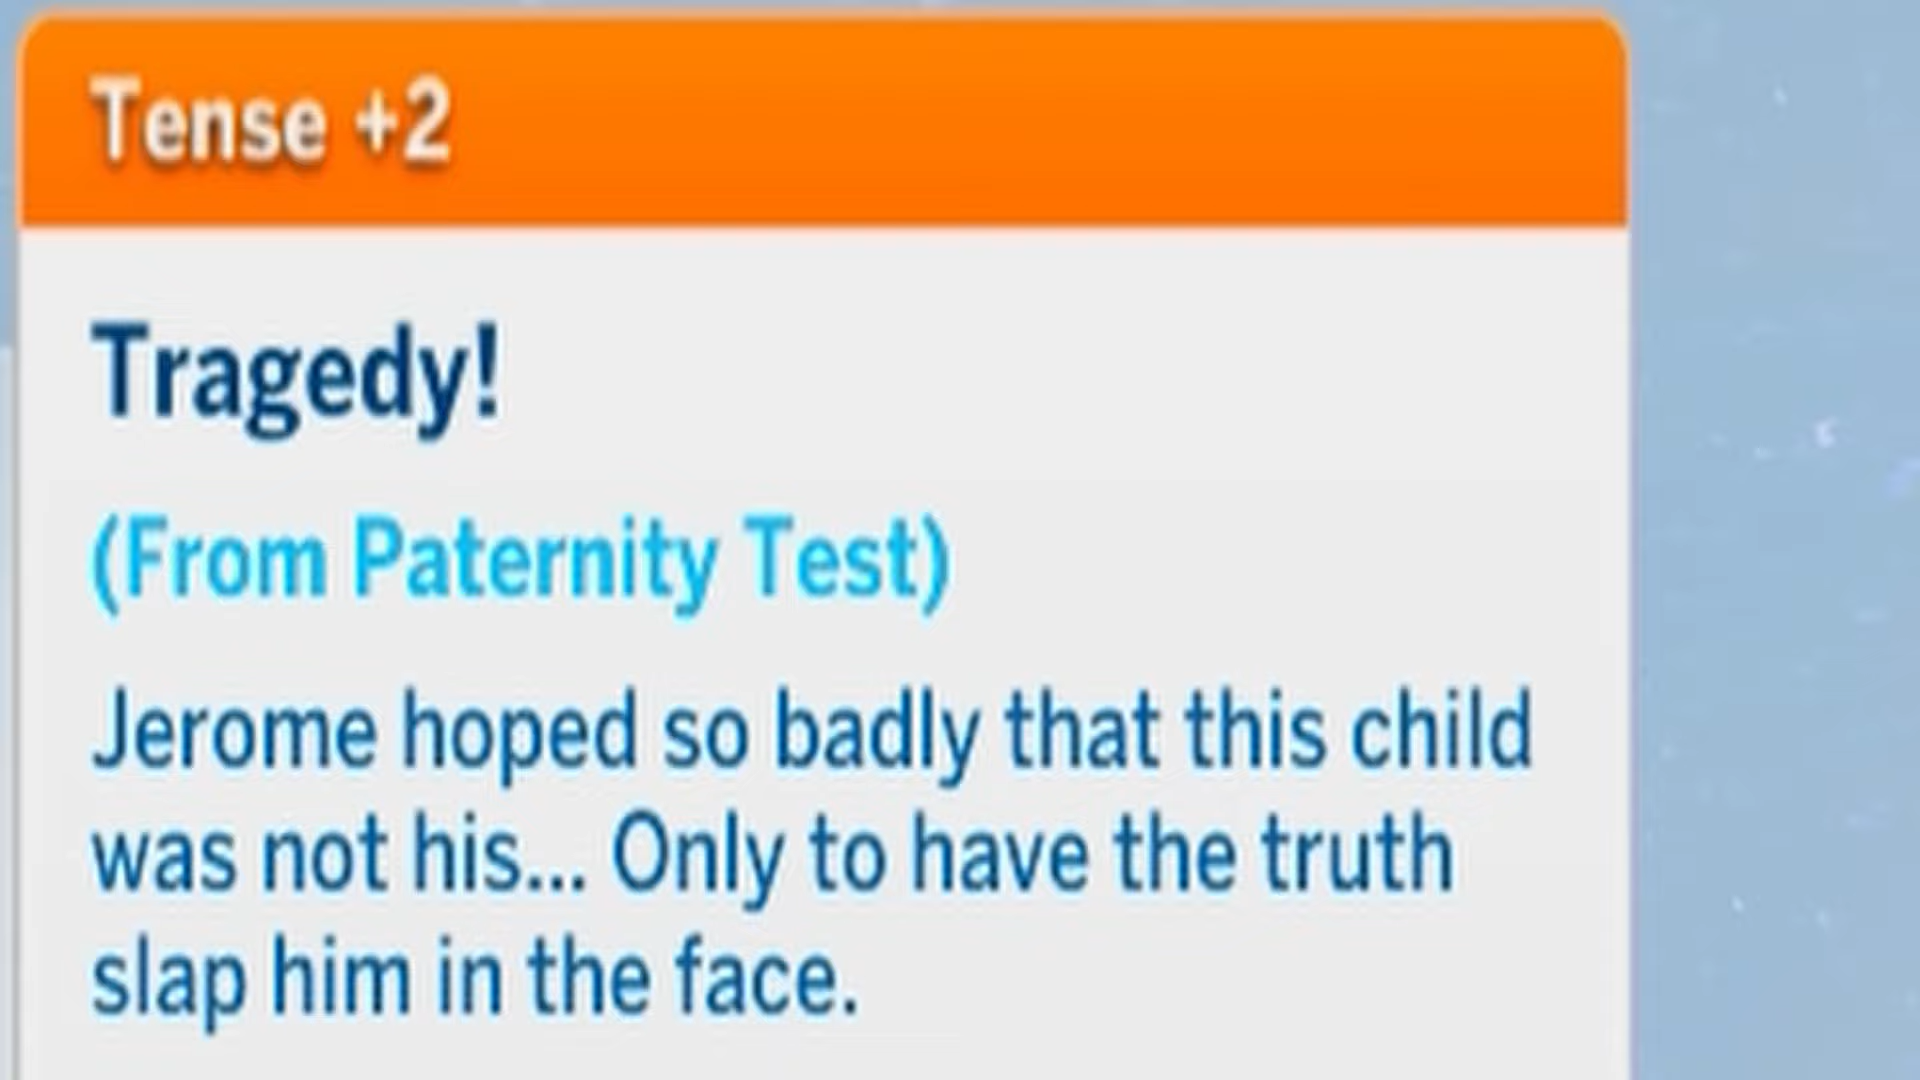 Tense +2
Tragedy!
(From Paternity Test)
Jerome hoped so badly that this child
was not his... Only to have the truth
slap him in the face.